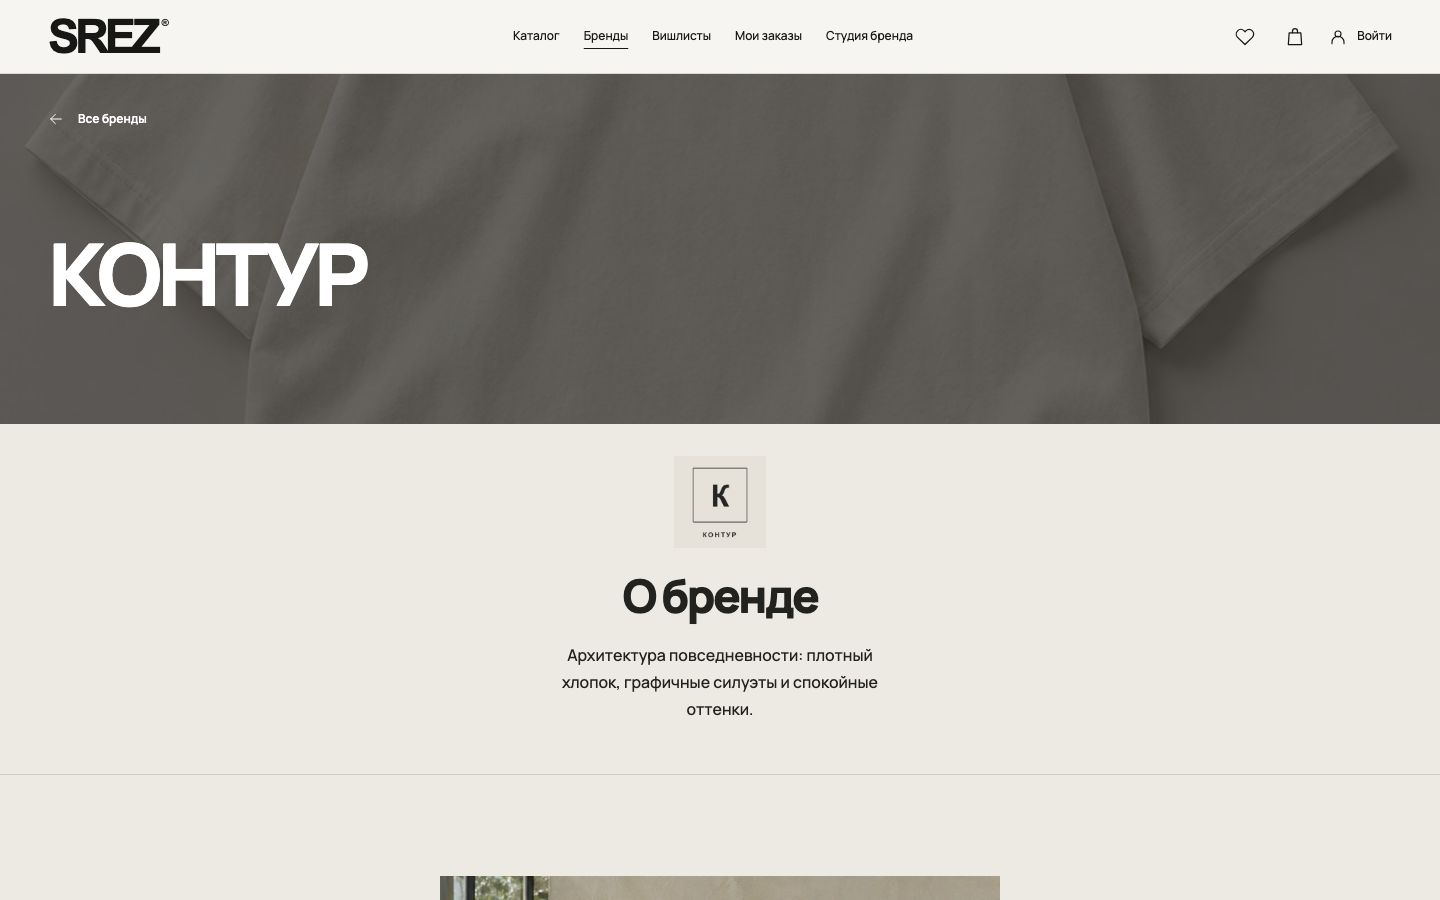 SREZ®
Каталог
Бренды
Вишлисты
Мои заказы
Студия бренда
Войти
Все бренды
КОНТУР
К
КОНТУР
О бренде
Архитектура повседневности: плотный
хлопок, графичные силуэты и спокойные
оттенки.